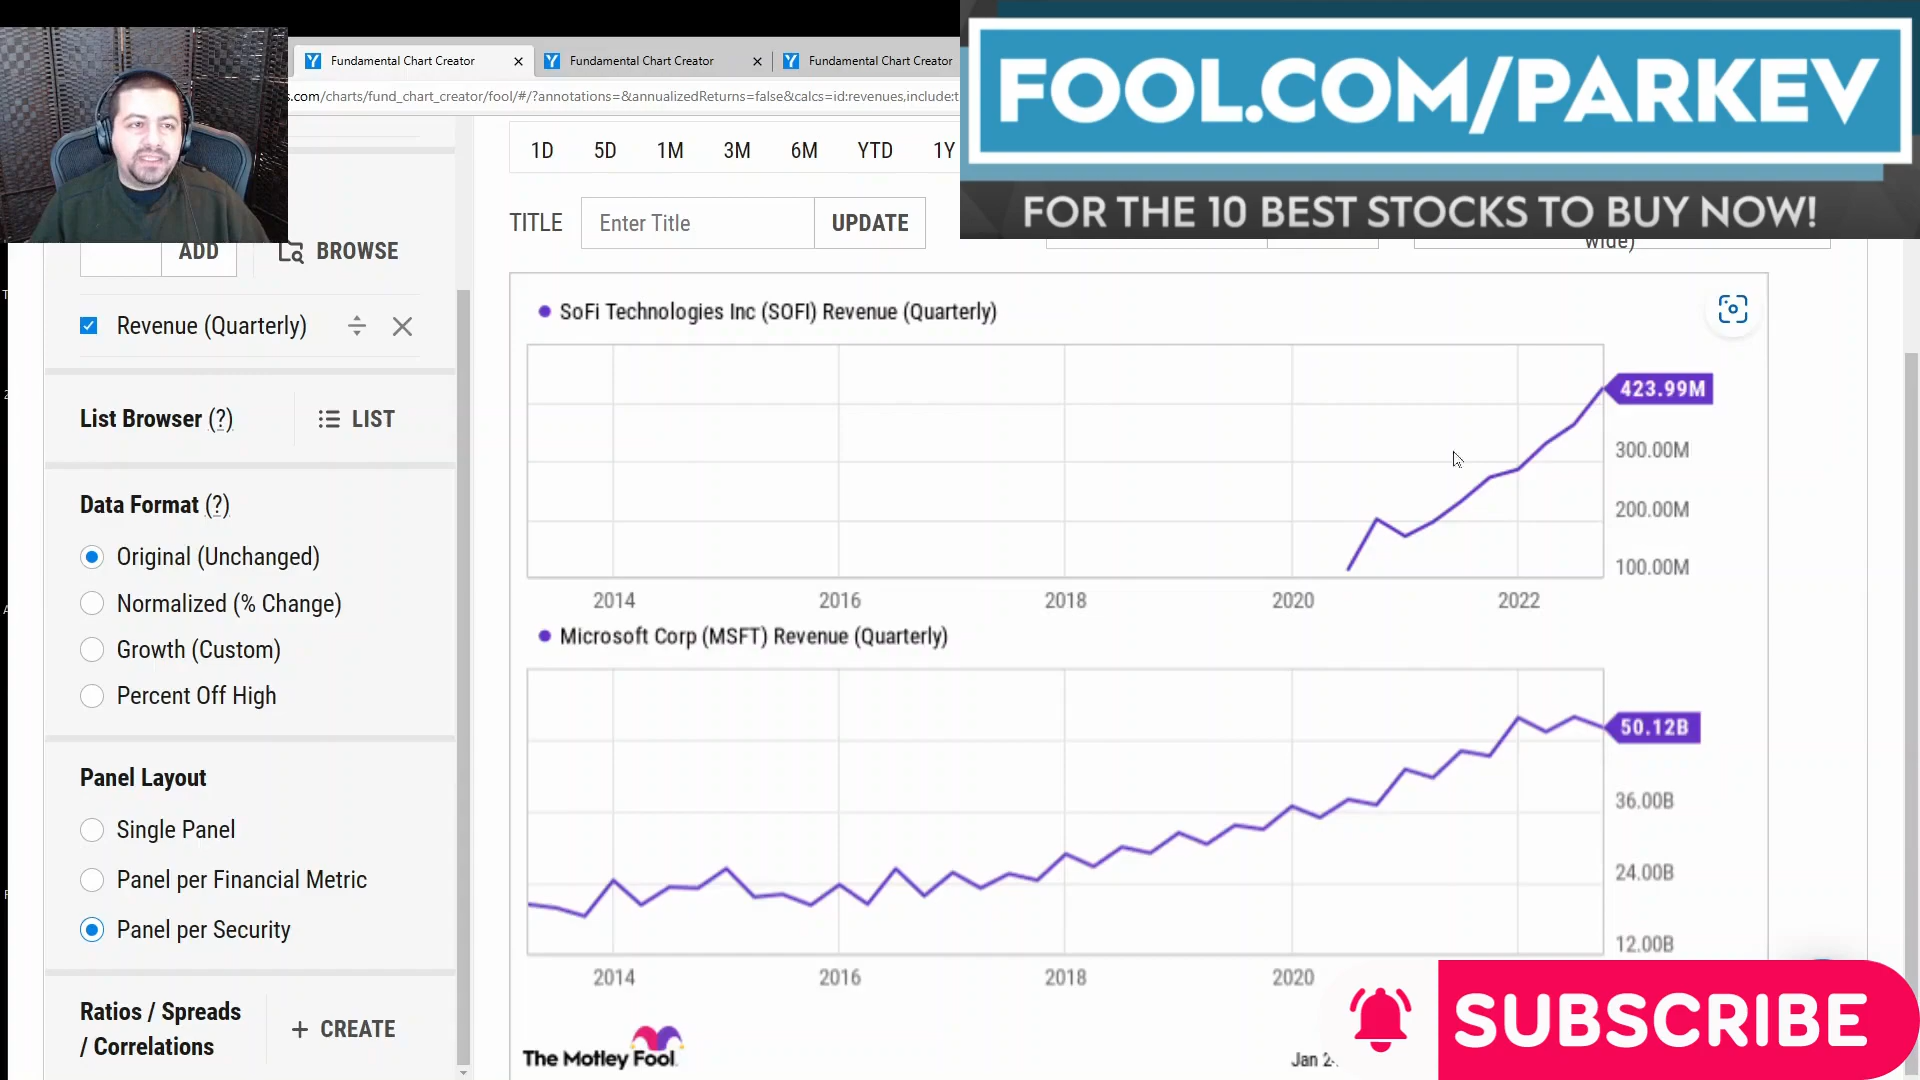 Fundamental Chart Creator
Fundamental Chart Creator
Fundamental Chart Creator
s.com/charts/fund_chart_creator/fool/#/?annotations=&annualizedReturns=false&calcs=id:revenues,include:t
FOOL.COM/PARKEV
FOR THE 10 BEST STOCKS TO BUY NOW!
1D 5D 1M 3M 6M YTD 1Y
TITLE Enter Title UPDATE
wide)
ADD BROWSE
Revenue (Quarterly)
List Browser (?) LIST
Data Format (?)
Original (Unchanged)
Normalized (% Change)
Growth (Custom)
Percent Off High
Panel Layout
Single Panel
Panel per Financial Metric
Panel per Security
Ratios / Spreads
/ Correlations
+ CREATE
SoFi Technologies Inc (SOFI) Revenue (Quarterly)
423.99M
300.00M
200.00M
100.00M
2014 2016 2018 2020 2022
Microsoft Corp (MSFT) Revenue (Quarterly)
50.12B
36.00B
24.00B
12.00B
2014 2016 2018 2020
The Motley Fool.
Jan 2
SUBSCRIBE